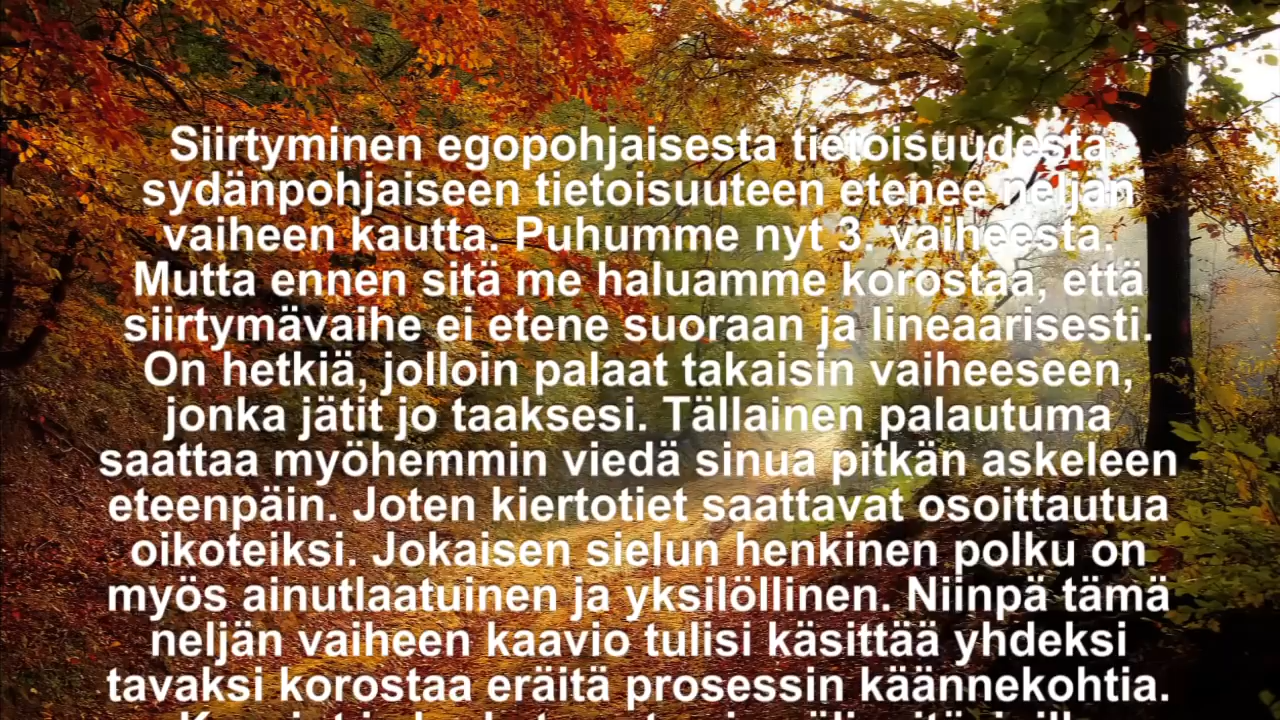 Siirtyminen egopohjaisesta tietoisuudesta
sydänpohjaiseen tietoisuuteen etenee neljän
vaiheen kautta. Puhumme nyt 3. vaiheesta.
Mutta ennen sitä me haluamme korostaa, että
siirtymävaihe ei etene suoraan ja lineaarisesti.
On hetkiä, jolloin palaat takaisin vaiheeseen,
jonka jätit jo taaksesi. Tällainen palautuma
saattaa myöhemmin viedä sinua pitkän askeleen
eteenpäin. Joten kiertotiet saattavat osoittautua
oikoteiksi. Jokaisen sielun henkinen polku on
myös ainutlaatuinen ja yksilöllinen. Niinpä tämä
neljän vaiheen kaavio tulisi käsittää yhdeksi
tavaksi korostaa eräitä prosessin käännekohtia.